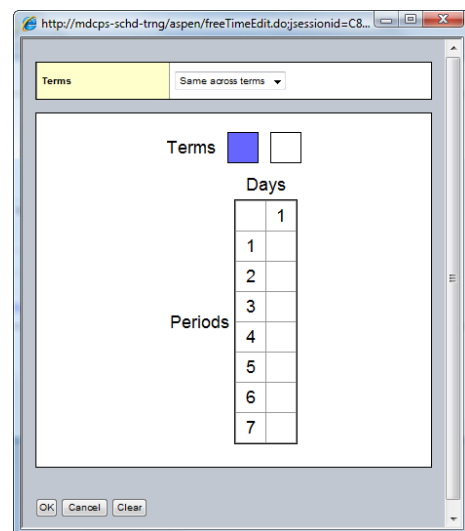 http://mdcps-schd-trng/aspen/freeTimeEdit.do;jsessionid=C8...
Terms Same across terms
Terms
Days
1
1
2
3
Periods
4
5
6
7
OK Cancel Clear